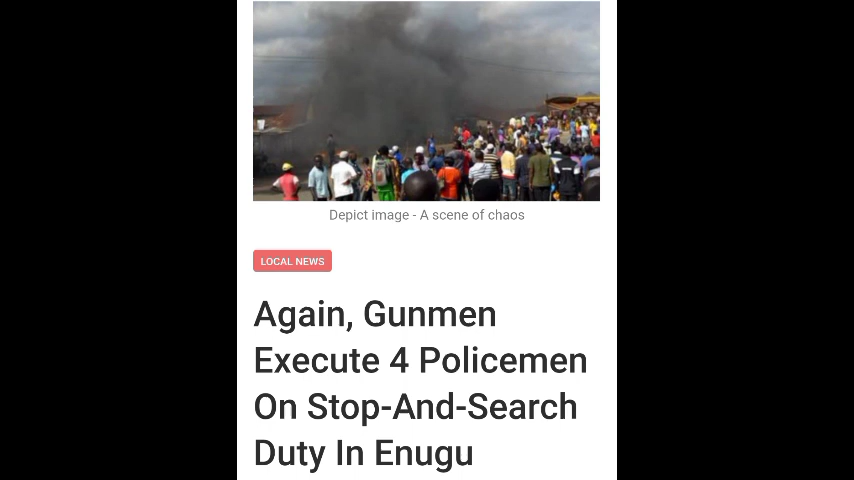 Depict image - A scene of chaos
LOCAL NEWS
Again, Gunmen
Execute 4 Policemen
On Stop-And-Search
Duty In Enugu